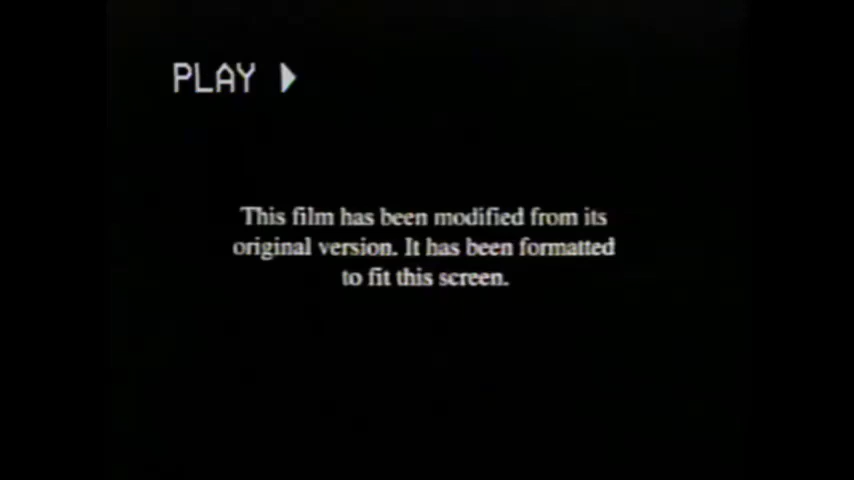 PLAY
This film has been modified from its
original version. It has been formatted
to fit this screen.